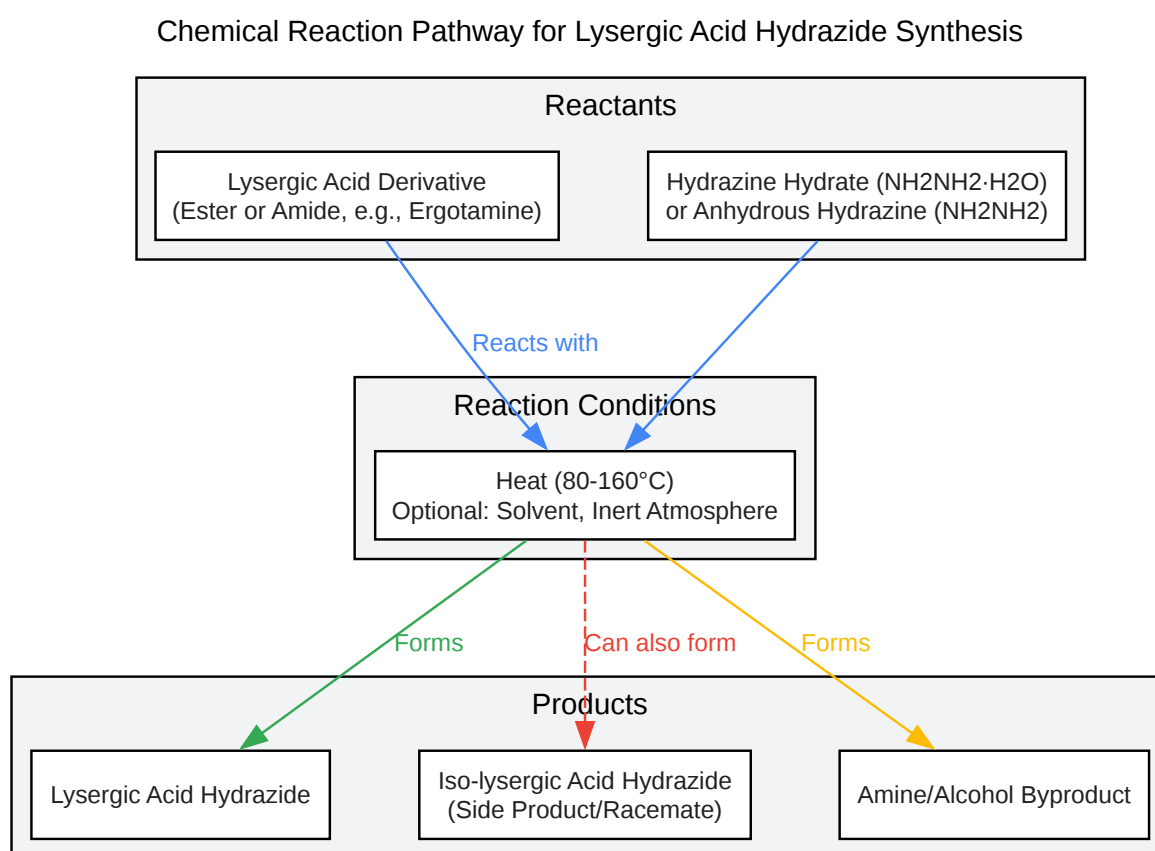 Chemical Reaction Pathway for Lysergic Acid Hydrazide Synthesis
Reactants
Lysergic Acid Derivative
(Ester or Amide, e.g., Ergotamine)
Hydrazine Hydrate (NH2NH2·H2O)
or Anhydrous Hydrazine (NH2NH2)
Reacts with
Reaction Conditions
Heat (80-160°C)
Optional: Solvent, Inert Atmosphere
Forms
Can also form
Forms
Products
Lysergic Acid Hydrazide
Iso-lysergic Acid Hydrazide
(Side Product/Racemate)
Amine/Alcohol Byproduct